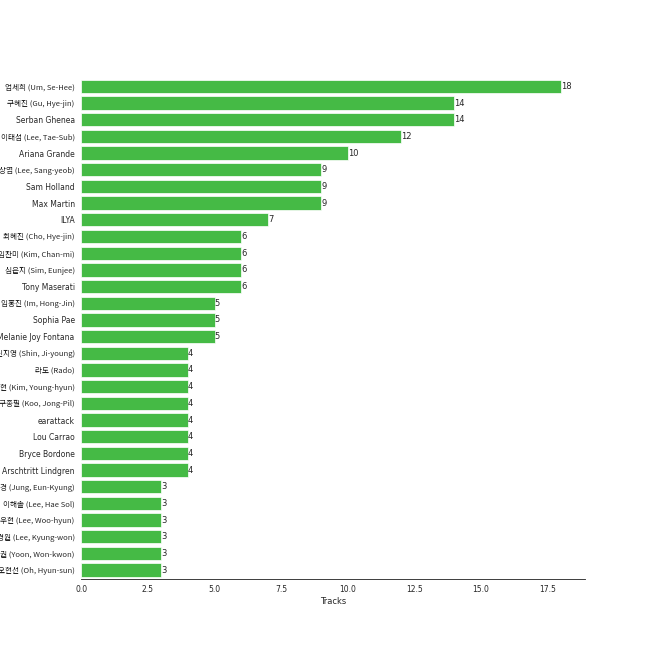 엄세희 (Um, Se-Hee) 18
구혜진 (Gu, Hye-jin) 14
Serban Ghenea 14
이태섭 (Lee, Tae-Sub) 12
Ariana Grande 10
상엽 (Lee, Sang-yeob) 9
Sam Holland 9
Max Martin 9
ILYA 7
최혜진 (Cho, Hye-jin) 6
김찬미 (Kim, Chan-mi) 6
심은지 (Sim, Eunjee) 6
Tony Maserati 6
임홍진 (Im, Hong-Jin) 5
Sophia Pae 5
Melanie Joy Fontana 5
신지영 (Shin, Ji-young) 4
라도 (Rado) 4
현 (Kim, Young-hyun) 4
구종필 (Koo, Jong-Pil) 4
earattack 4
Lou Carrao 4
Bryce Bordone 4
Arschtritt Lindgren 4
경 (Jung, Eun-Kyung) 3
이해솔 (Lee, Hae Sol) 3
우현 (Lee, Woo-hyun) 3
경원 (Lee, Kyung-won) 3
권 (Yoon, Won-kwon) 3
오현선 (Oh, Hyun-sun) 3
0.0 2.5 5.0 7.5 10.0 12.5 15.0 17.5
Tracks